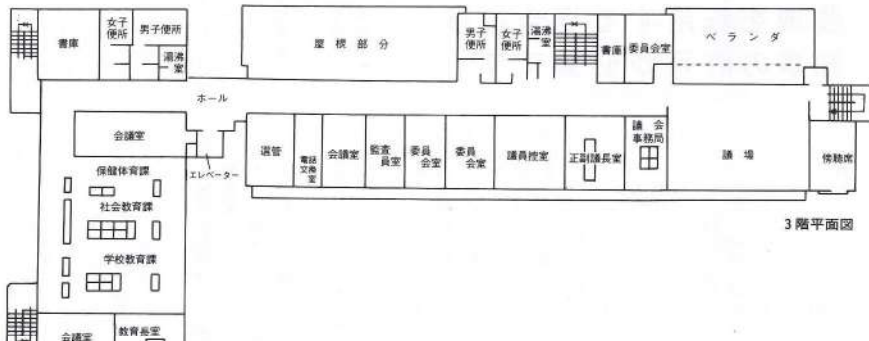 書庫
女子
便所
男子便所
湯沸
室
屋根部分
男子
便所
女子
便所
湯沸
室
書庫
委員会室
ベランダ
ホール
会議室
エレベーター
選管
電話
交換
室
会議室
監査
員室
委員
会室
委員
会室
議員控室
正副議長室
議会
事務局
議場
傍聴席
保健体育課
社会教育課
学校教育課
3階平面図
会議室
教育長室